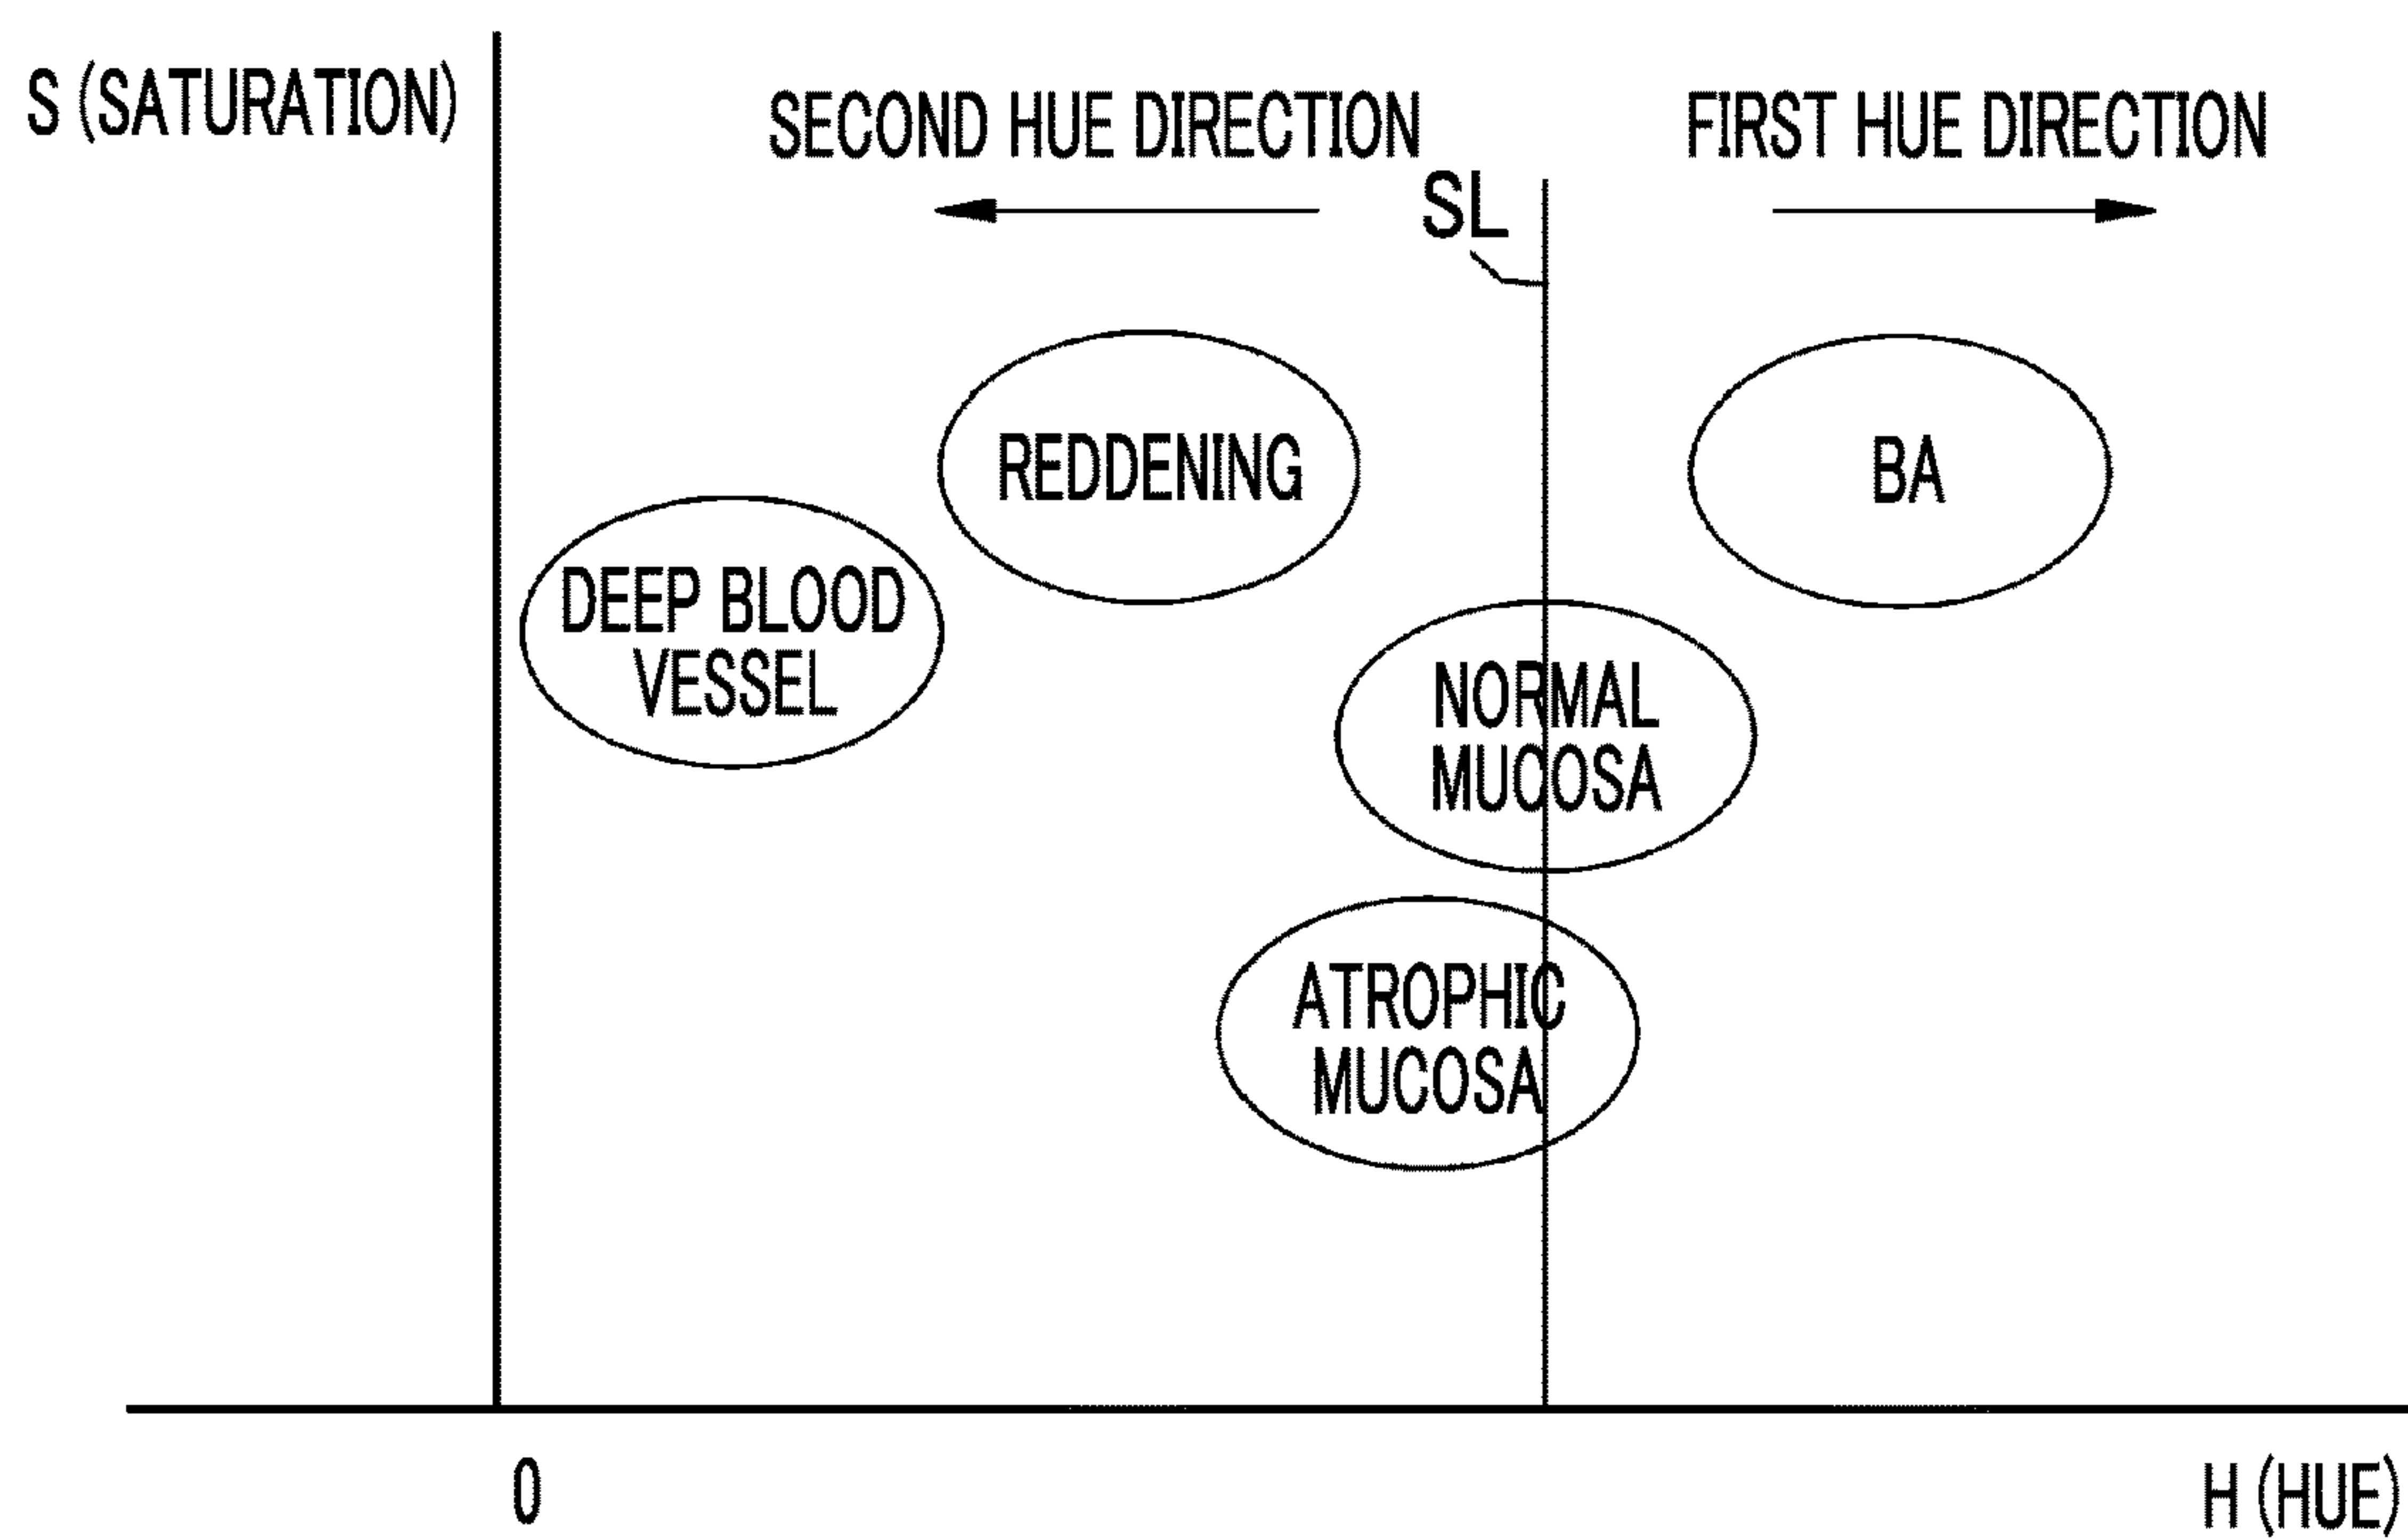 S (SATURATION)
SECOND HUE DIRECTION
FIRST HUE DIRECTION
SL
REDDENING
BA
DEEP BLOOD
VESSEL
NORMAL
MUCOSA
ATROPHIC
MUCOSA
0
H (HUE)